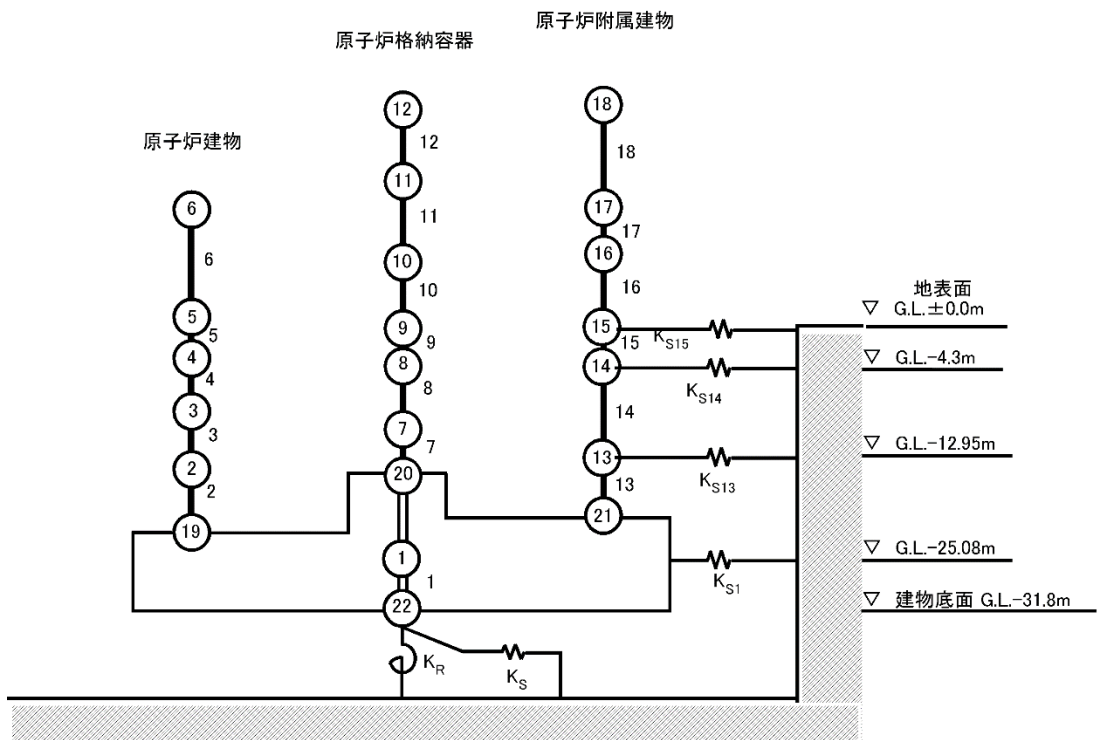 原子炉附属建物
原子炉格納容器
原子炉建物
12
12
11
11
10
10
9
9
8
8
7
7
20
1
1
22
6
6
5
5
4
4
3
3
2
2
19
18
18
17
17
16
16
15
15
14
14
13
13
21
KS15
KS14
KS13
KS1
KR
KS
地表面
▽ G.L.±0.0m
▽ G.L.-4.3m
▽ G.L.-12.95m
▽ G.L.-25.08m
▽ 建物底面 G.L.-31.8m